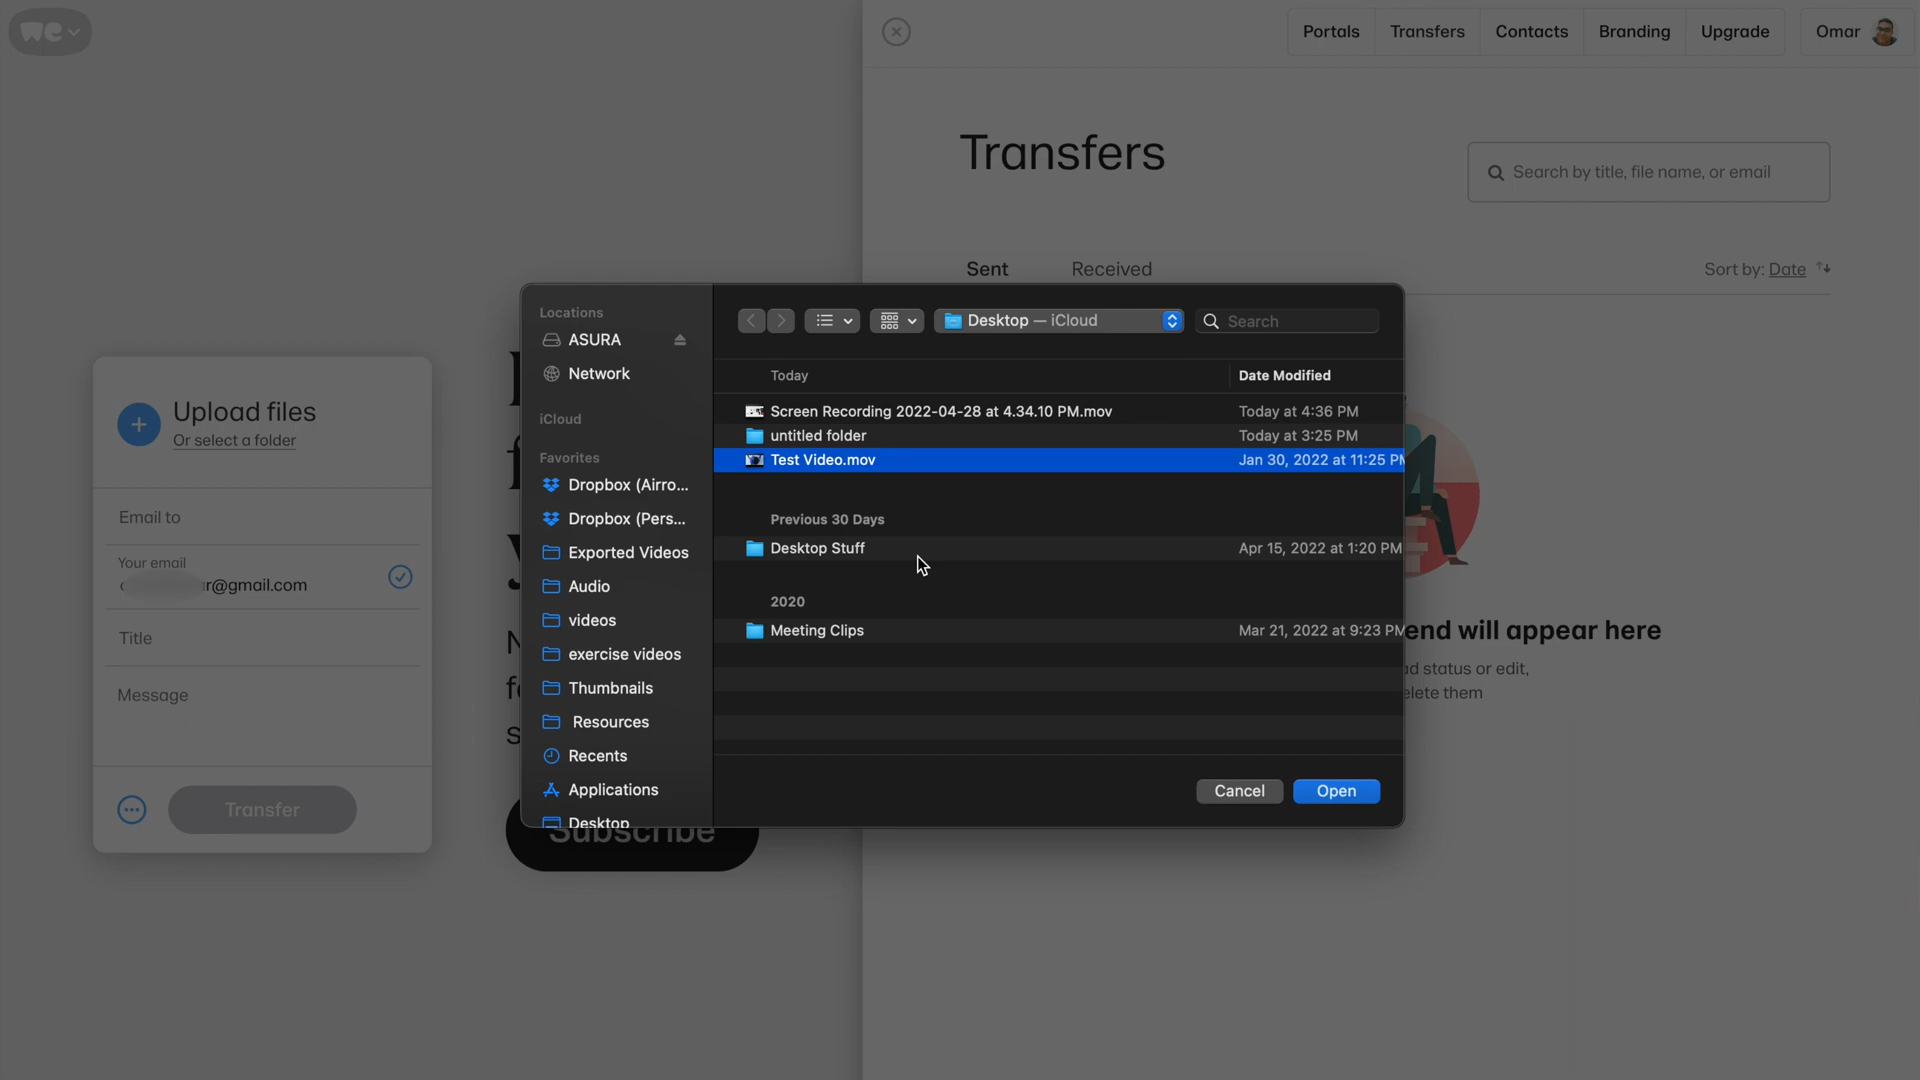 we
Portals
Transfers
Contacts
Branding
Upgrade
Omar
Transfers
Search by title, file name, or email
Sent
Received
Sort by: Date
Upload files
Or select a folder
Email to
Your email
r@gmail.com
Title
Message
Transfer
Locations
ASURA
Network
iCloud
Favorites
Dropbox (Airro...
Dropbox (Pers...
Exported Videos
Audio
videos
exercise videos
Thumbnails
Resources
Recents
Applications
Desktop
Desktop — iCloud
Search
Today
Date Modified
Screen Recording 2022-04-28 at 4.34.10 PM.mov
Today at 4:36 PM
untitled folder
Today at 3:25 PM
Test Video.mov
Jan 30, 2022 at 11:25 PM
Previous 30 Days
Desktop Stuff
Apr 15, 2022 at 1:20 PM
2020
Meeting Clips
Mar 21, 2022 at 9:23 PM
Cancel
Open
end will appear here
ad status or edit,
elete them
Subscribe